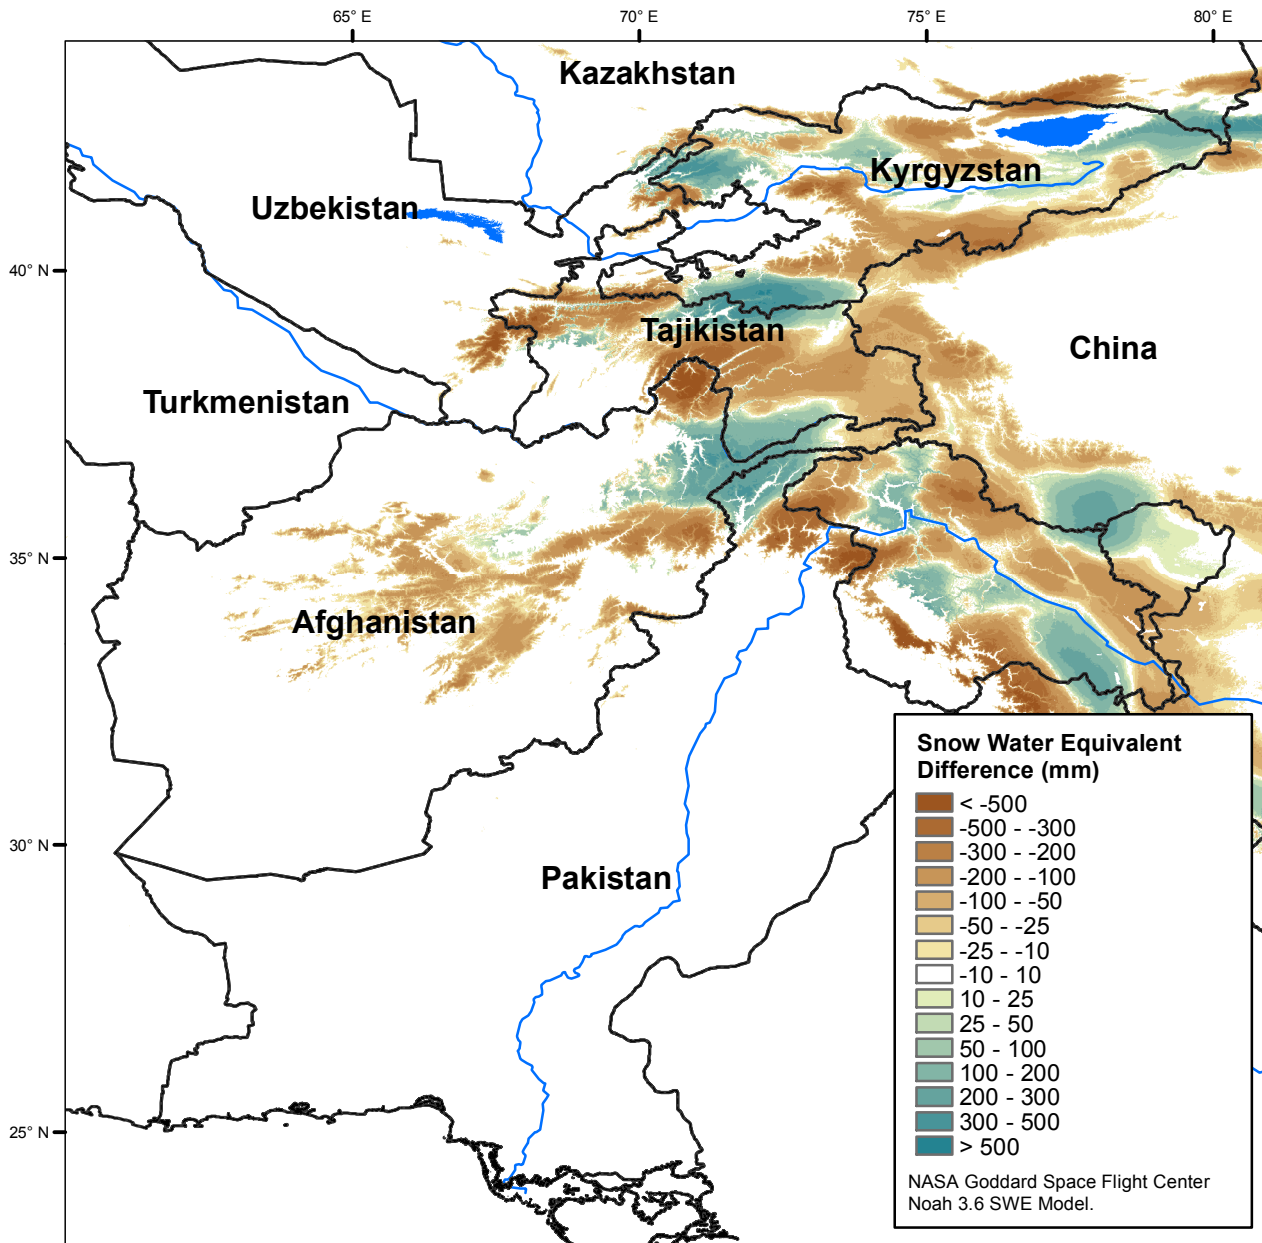 65° E
70° E
75° E
80° E
Kazakhstan
Kyrgyzstan
Uzbekistan
40° N
Tajikistan
China
Turkmenistan
35° N
Afghanistan
30° N
Pakistan
25° N
Snow Water Equivalent
Difference (mm)
< -500
-500 - -300
-300 - -200
-200 - -100
-100 - -50
-50 - -25
-25 - -10
-10 - 10
10 - 25
25 - 50
50 - 100
100 - 200
200 - 300
300 - 500
> 500
NASA Goddard Space Flight Center
Noah 3.6 SWE Model.